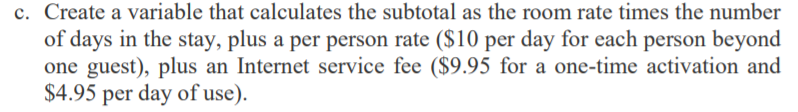 c. Create a variable that calculates the subtotal as the room rate times the number
of days in the stay, plus a per person rate ($10 per day for each person beyond
one guest), plus an Internet service fee ($9.95 for a one-time activation and
$4.95 per day of use).